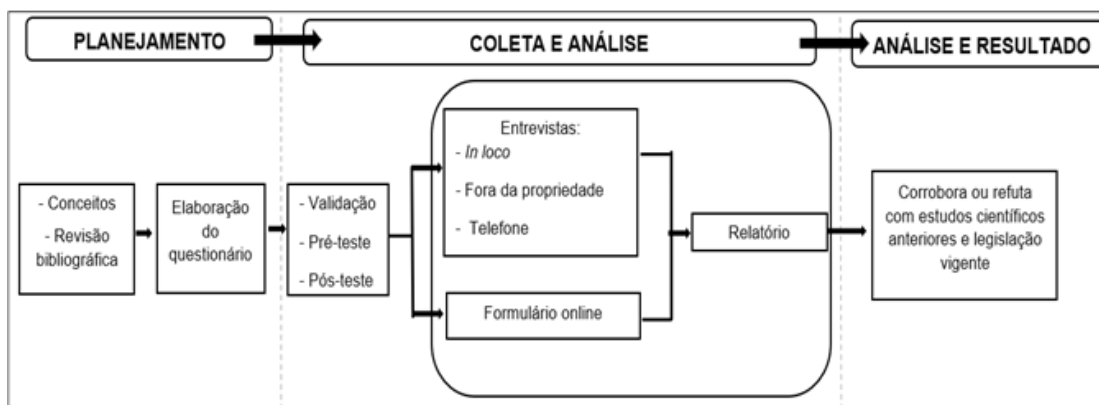 PLANEJAMENTO
COLETA E ANÁLISE
ANÁLISE E RESULTADO
- Conceitos
- Revisão
bibliográfica
Elaboração
do
questionário
- Validação
- Pré-teste
- Pós-teste
Entrevistas:
- In loco
- Fora da propriedade
- Telefone
Formulário online
Relatório
Corrobora ou refuta
com estudos científicos
anteriores e legislação
vigente